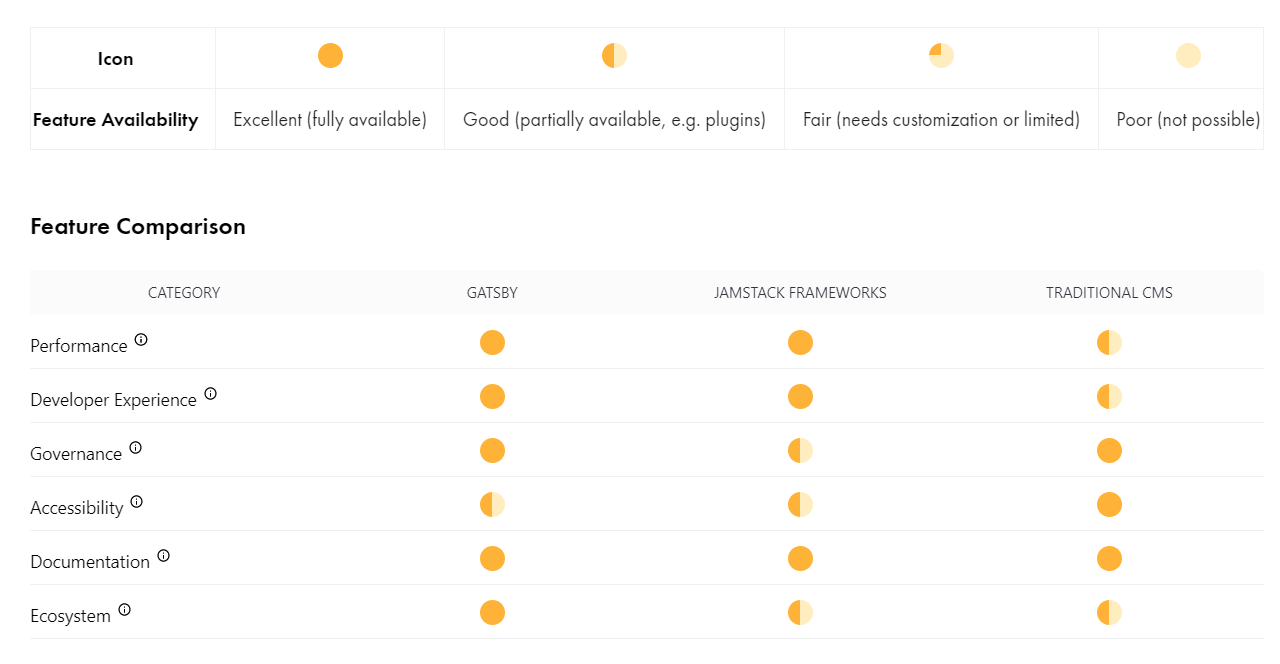 Icon
Feature Availability Excellent (fully available) Good (partially available, e.g. plugins) Fair (needs customization or limited) Poor (not possible)
Feature Comparison
CATEGORY GATSBY JAMSTACK FRAMEWORKS TRADITIONAL CMS
Performance
Developer Experience
Governance
Accessibility
Documentation
Ecosystem